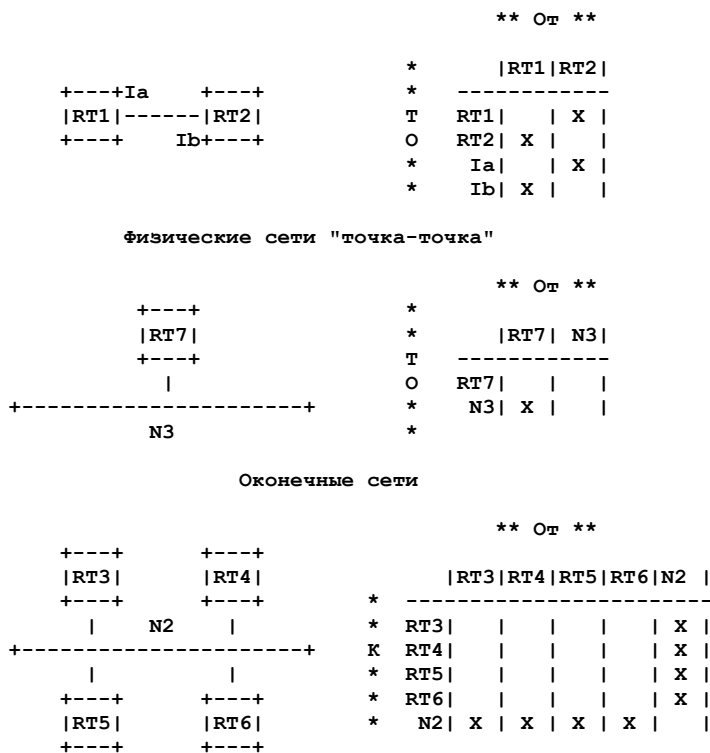 ** От **

                                         *        |RT1|RT2|
     +---+Ia     +---+                   *    ------------
     |RT1|------|RT2|                    T    RT1|   | X |
     +---+    Ib+---+                    O    RT2| X |   |
                                         *     Ia|   | X |
                                         *     Ib| X |   |

           Физические сети "точка-точка"

                                                  ** От **
             +---+                       *
             |RT7|                       *        |RT7| N3|
             +---+                       T    ------------
               |                         O    RT7|   |   |
+----------------------+                 *     N3| X |   |
              N3                         *

                       Оконечные сети

                                                  ** От **
     +---+      +---+
     |RT3|      |RT4|                       |RT3|RT4|RT5|RT6|N2 |
     +---+      +---+                 *  ------------------------
       |    N2    |                   *  RT3|   |   |   |   | X |
+----------------------+              К  RT4|   |   |   |   | X |
       |          |                   *  RT5|   |   |   |   | X |
     +---+      +---+                 *  RT6|   |   |   |   | X |
     |RT5|      |RT6|                 *   N2| X | X | X | X |   |
     +---+      +---+